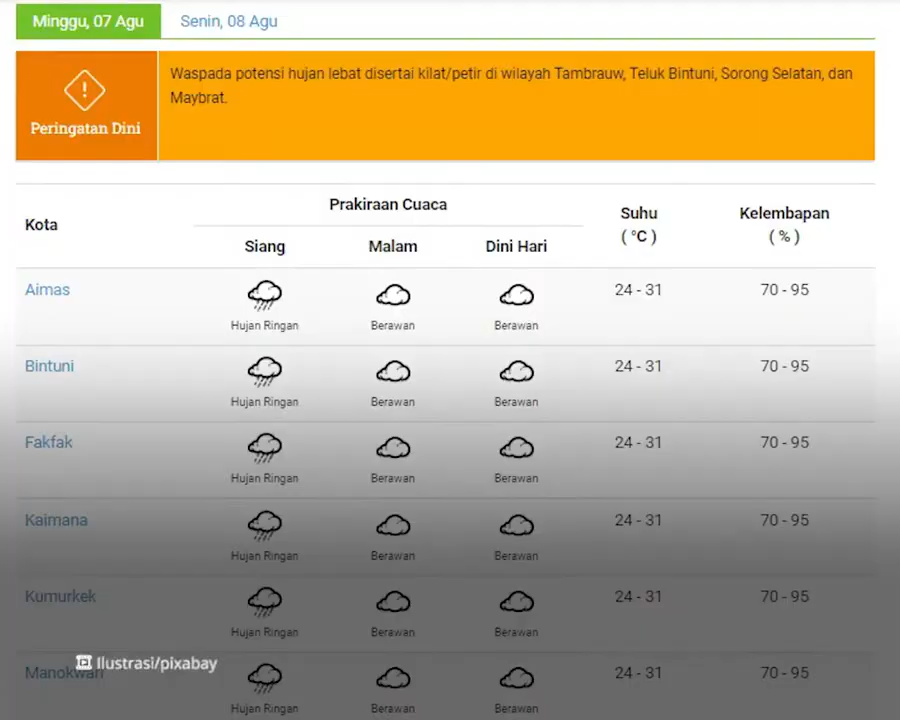 Minggu, 07 Agu Senin, 08 Agu
Waspada potensi hujan lebat disertai kilat/petir di wilayah Tambrauw, Teluk Bintuni, Sorong Selatan, dan
Maybrat.
Peringatan Dini
Kota Prakiraan Cuaca Suhu Kelembapan
Siang Malam Dini Hari ( °C ) ( % )
Aimas 24 - 31 70 - 95
Hujan Ringan Berawan Berawan
Bintuni 24 - 31 70 - 95
Hujan Ringan Berawan Berawan
Fakfak 24 - 31 70 - 95
Hujan Ringan Berawan Berawan
Kaimana 24 - 31 70 - 95
Hujan Ringan Berawan Berawan
Kumurkek 24 - 31 70 - 95
Hujan Ringan Berawan Berawan
Ilustrasi/pixabay
Manokwari 24 - 31 70 - 95
Hujan Ringan Berawan Berawan